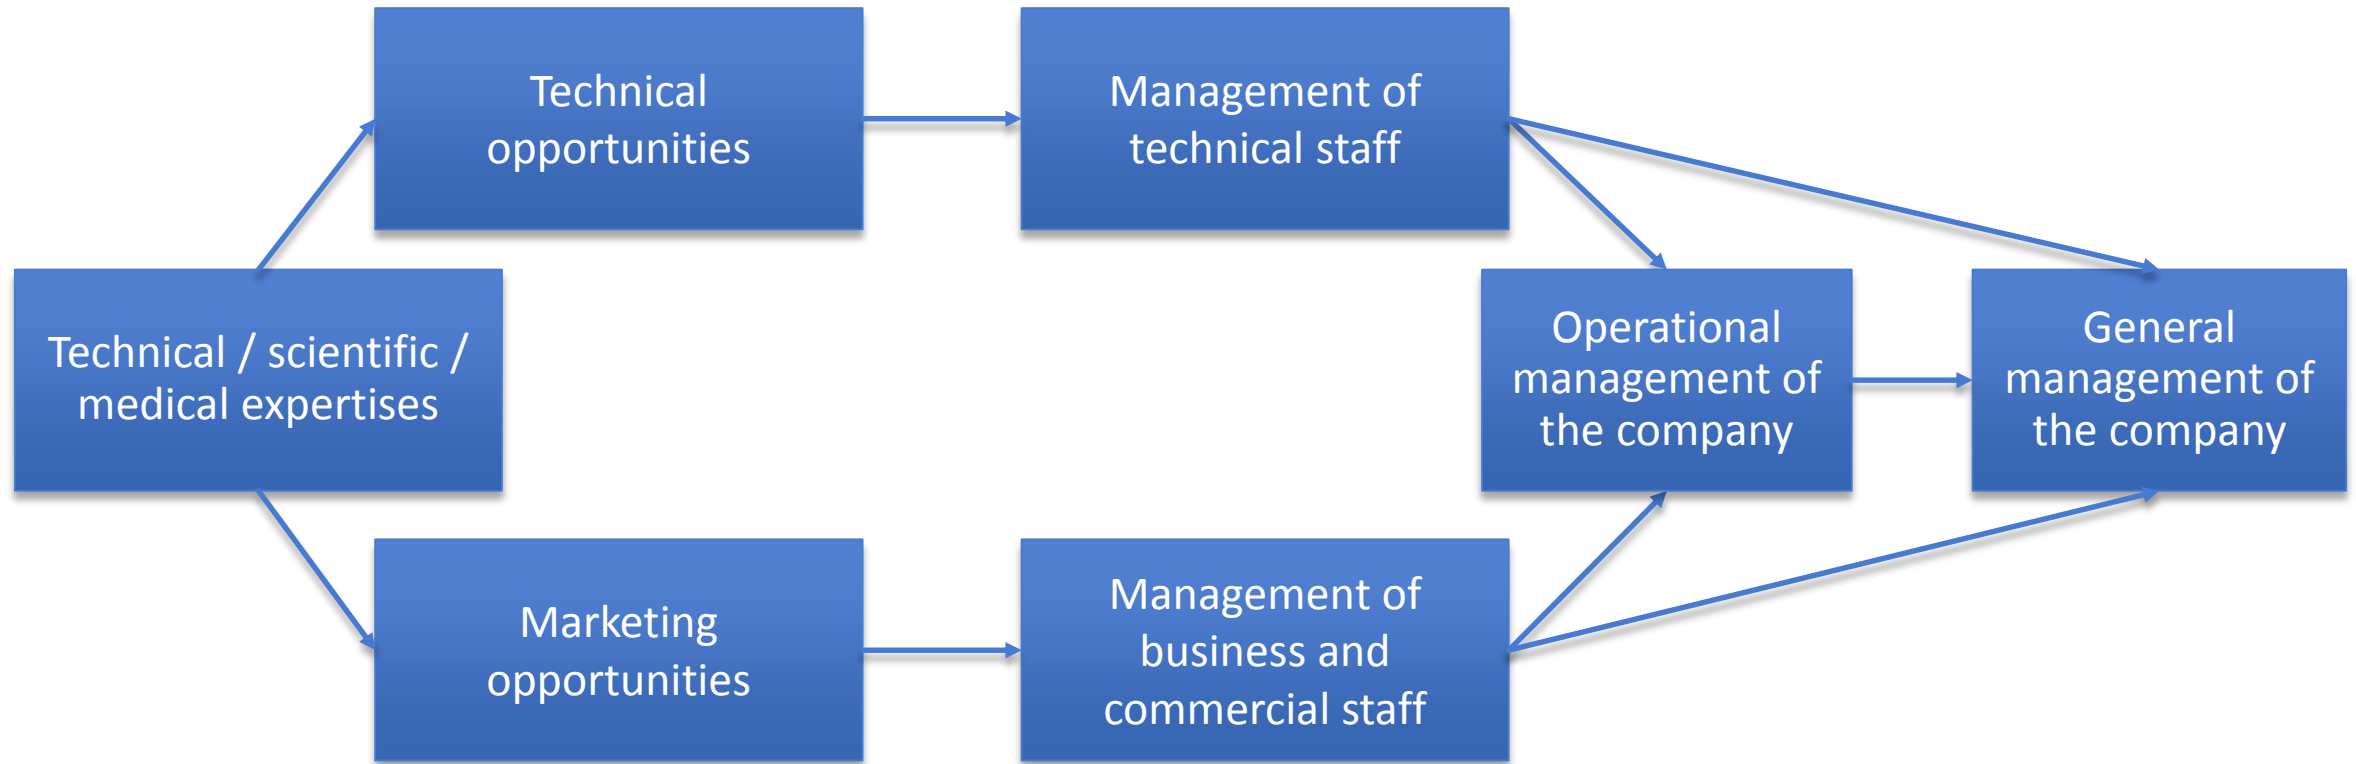 Technical
opportunities
Management of
technical staff
Technical / scientific /
medical expertises
Operational
management of
the company
General
management of
the company
Marketing
opportunities
Management of
business and
commercial staff